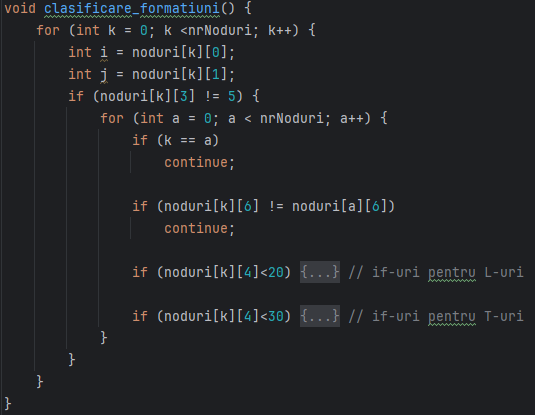 void clasificare_formatiuni() {
    for (int k = 0; k <nrNoduri; k++) {
        int i = noduri[k][0];
        int j = noduri[k][1];
        if (noduri[k][3] != 5) {
            for (int a = 0; a < nrNoduri; a++) {
                if (k == a)
                    continue;

                if (noduri[k][6] != noduri[a][6])
                    continue;

                if (noduri[k][4]<20) {...} // if-uri pentru L-uri

                if (noduri[k][4]<30) {...} // if-uri pentru T-uri
            }
        }
    }
}